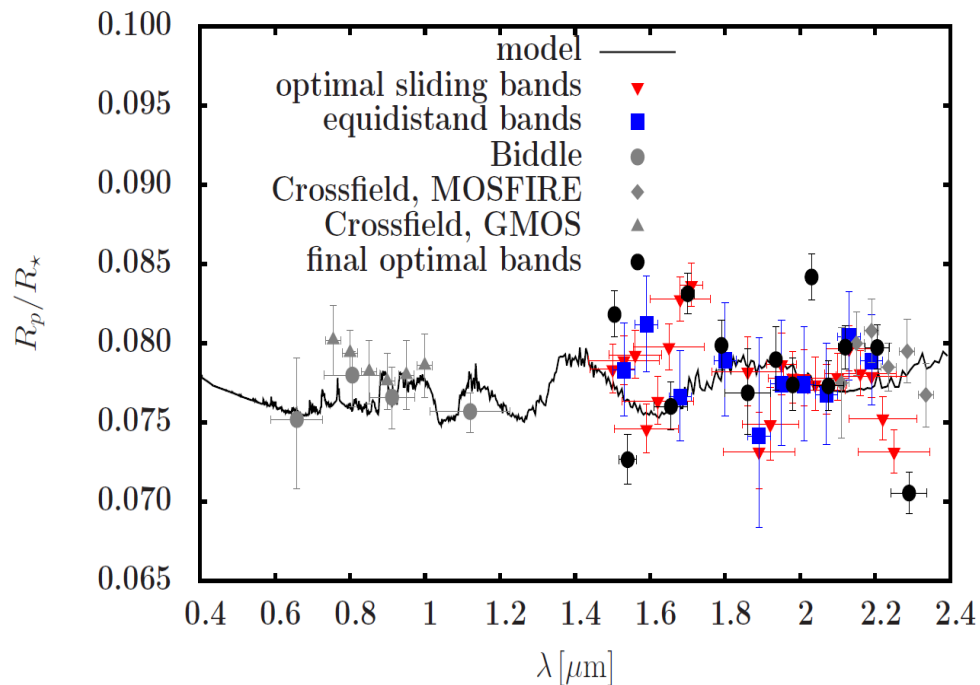 0.100
0.095
0.090
0.085
0.080
0.075
0.070
0.065
R_p/R_⋆
model
optimal sliding bands
equidistand bands
Biddle
Crossfield, MOSFIRE
Crossfield, GMOS
final optimal bands
0.4 0.6 0.8 1 1.2 1.4 1.6 1.8 2 2.2 2.4
λ [μm]